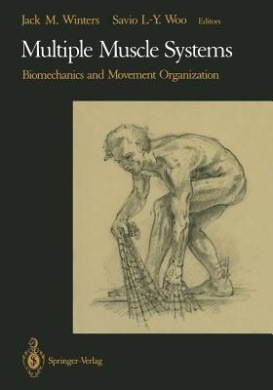 Jack M. Winters Savio L-Y. Woo Editors
Multiple Muscle Systems
Biomechanics and Movement Organization
Springer-Verlag